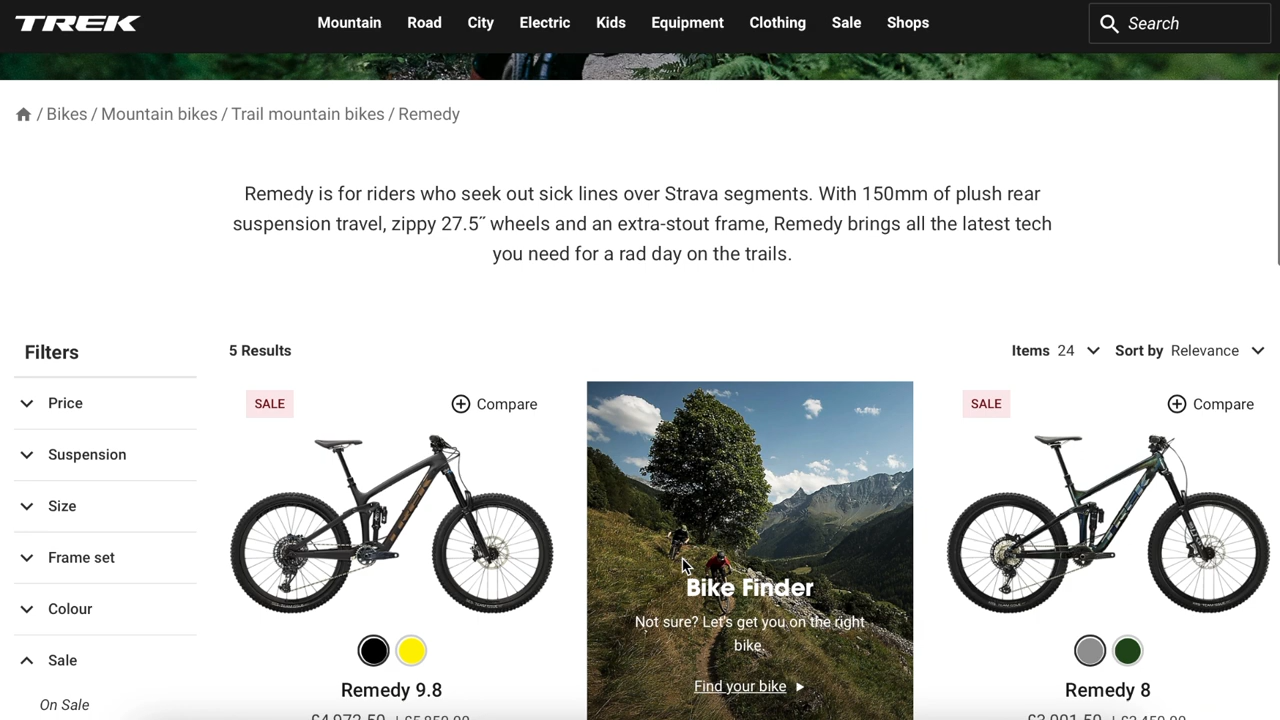 TREK
Mountain Road City Electric Kids Equipment Clothing Sale Shops
Search
/ Bikes / Mountain bikes / Trail mountain bikes / Remedy
Remedy is for riders who seek out sick lines over Strava segments. With 150mm of plush rear
suspension travel, zippy 27.5˝ wheels and an extra-stout frame, Remedy brings all the latest tech
you need for a rad day on the trails.
Filters
5 Results
Items 24
Sort by Relevance
Price
Suspension
Size
Frame set
Colour
Sale
On Sale
SALE
Compare
TREK
Remedy 9.8
Bike Finder
Not sure? Let's get you on the right
bike.
Find your bike
SALE
Compare
TREK
Remedy 8